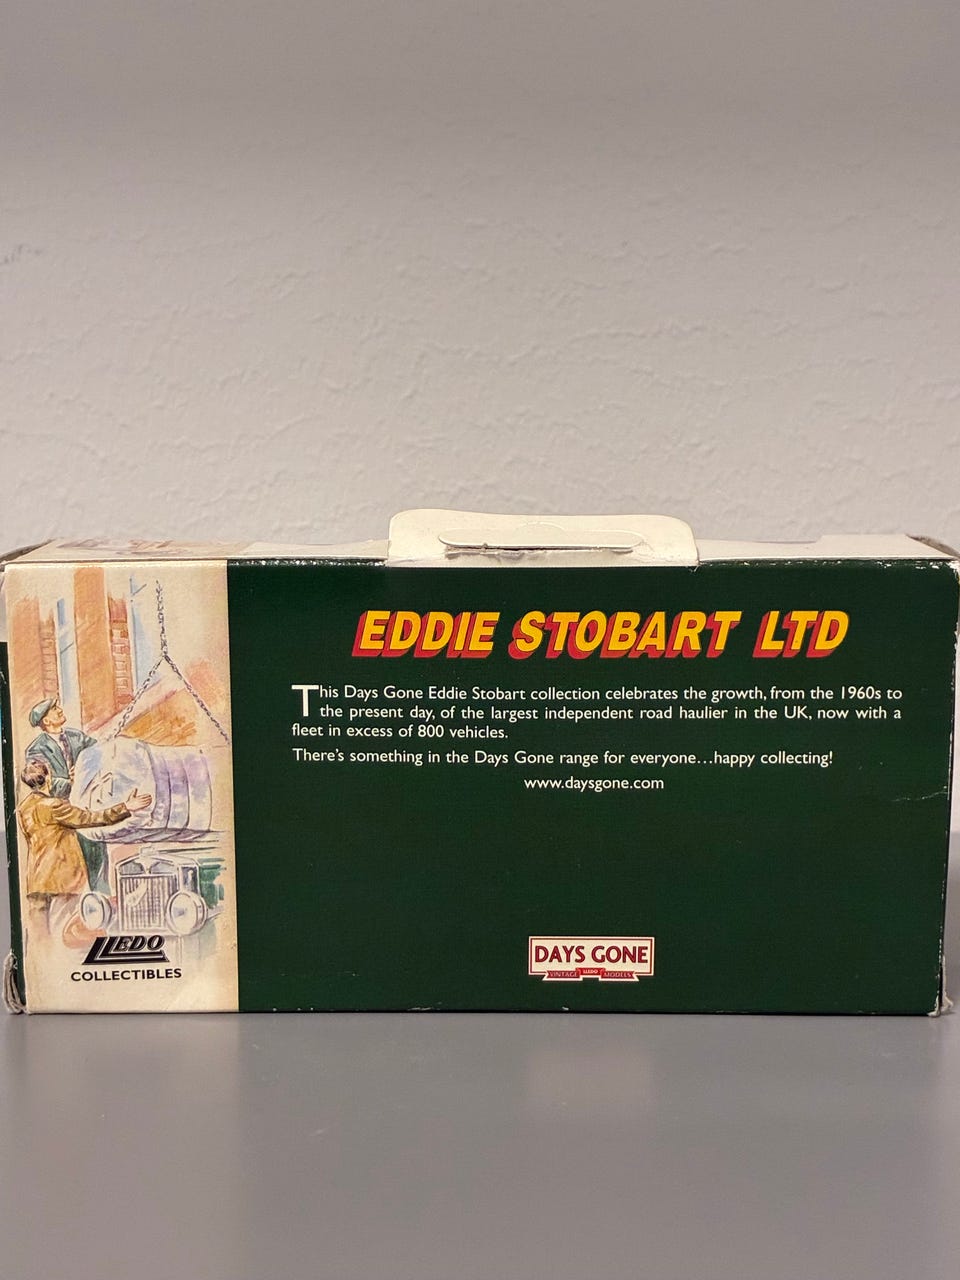 EDDIE STOBART LTD
This Days Gone Eddie Stobart collection celebrates the growth, from the 1960s to
the present day, of the largest independent road haulier in the UK, now with a
fleet in excess of 800 vehicles.
There's something in the Days Gone range for everyone...happy collecting!
www.daysgone.com
LLEDO
COLLECTIBLES
DAYS GONE
VINTAGE LLEDO MODELS